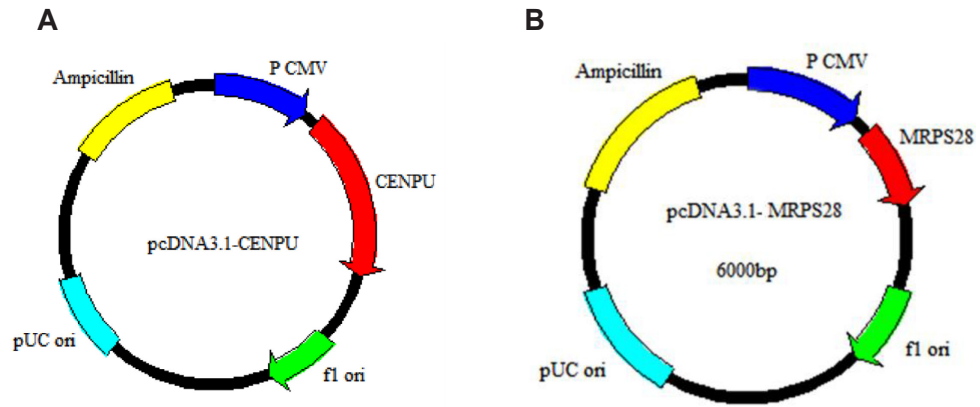 A
Ampicillin
P CMV
CENPU
pcDNA3.1-CENPU
pUC ori
f1 ori
B
Ampicillin
P CMV
MRPS28
pcDNA3.1- MRPS28
6000bp
pUC ori
f1 ori